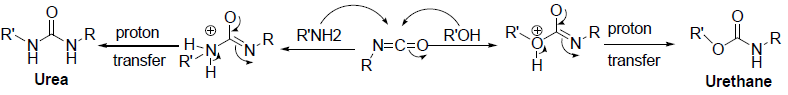 O
R' N H N H R
Urea
proton
transfer
⊕ O
H N R' H N R
R'NH2
N=C=O
R
R'OH
R' ⊕ O H O N R
proton
transfer
O
R' O N H R
Urethane